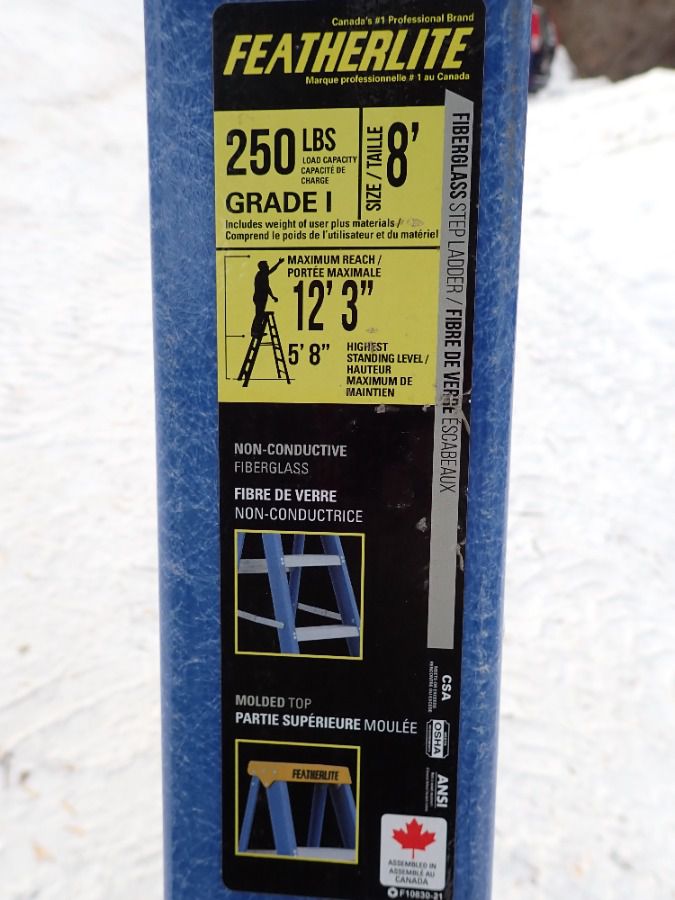 Canada's #1 Professional Brand
FEATHERLITE
Marque professionnelle # 1 au Canada
250 LBS
LOAD CAPACITY
CAPACITÉ DE
CHARGE
GRADE I
SIZE / TAILLE
8'
Includes weight of user plus materials /
Comprend le poids de l'utilisateur et du matériel
MAXIMUM REACH /
PORTÉE MAXIMALE
12' 3"
5' 8"
HIGHEST
STANDING LEVEL /
HAUTEUR
MAXIMUM DE
MAINTIEN
FIBERGLASS STEP LADDER / FIBRE DE VERRE ESCABEAUX
NON-CONDUCTIVE
FIBERGLASS
FIBRE DE VERRE
NON-CONDUCTRICE
MOLDED TOP
PARTIE SUPÉRIEURE MOULÉE
FEATHERLITE
CSA
OSHA
ANSI
ASSEMBLED IN
ASSEMBLÉ AU
CANADA
F10830-21